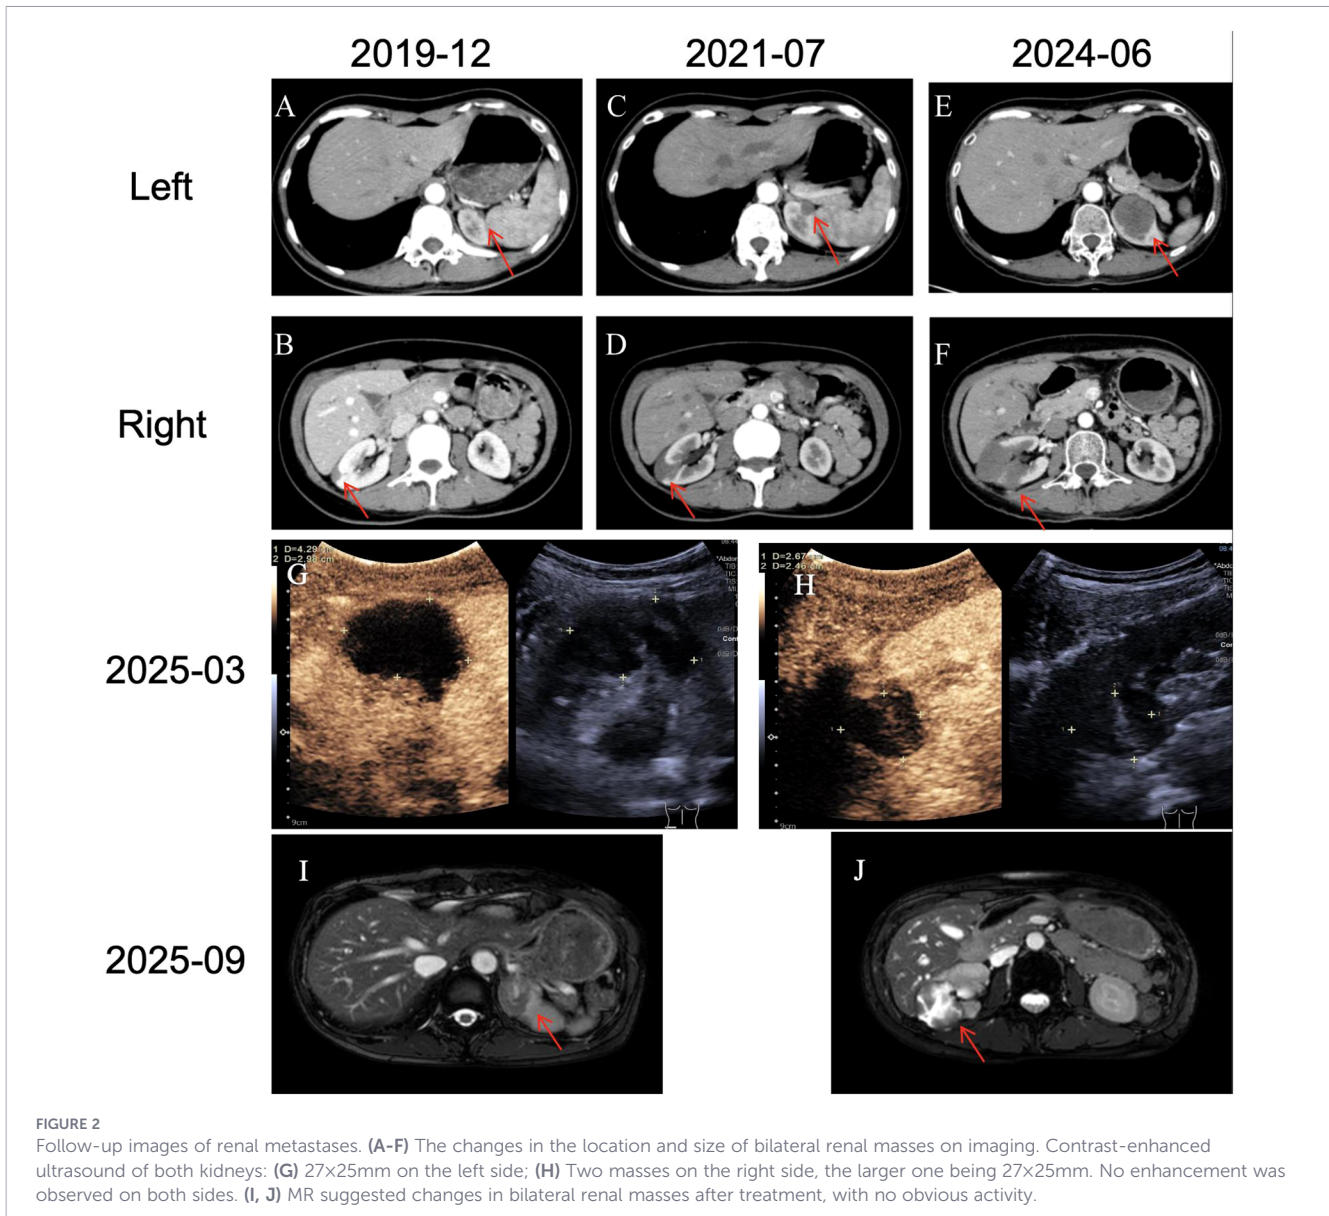 2019-12 2021-07 2024-06
A C E
Left
B D F
Right
1 D=4.29 cm
2 D=2.98 cm
G
1 D=2.67 cm
2 D=2.46 cm
H
2025-03
9cm
9cm
I J
2025-09
FIGURE 2
Follow-up images of renal metastases. (A-F) The changes in the location and size of bilateral renal masses on imaging. Contrast-enhanced
ultrasound of both kidneys: (G) 27×25mm on the left side; (H) Two masses on the right side, the larger one being 27×25mm. No enhancement was
observed on both sides. (I, J) MR suggested changes in bilateral renal masses after treatment, with no obvious activity.